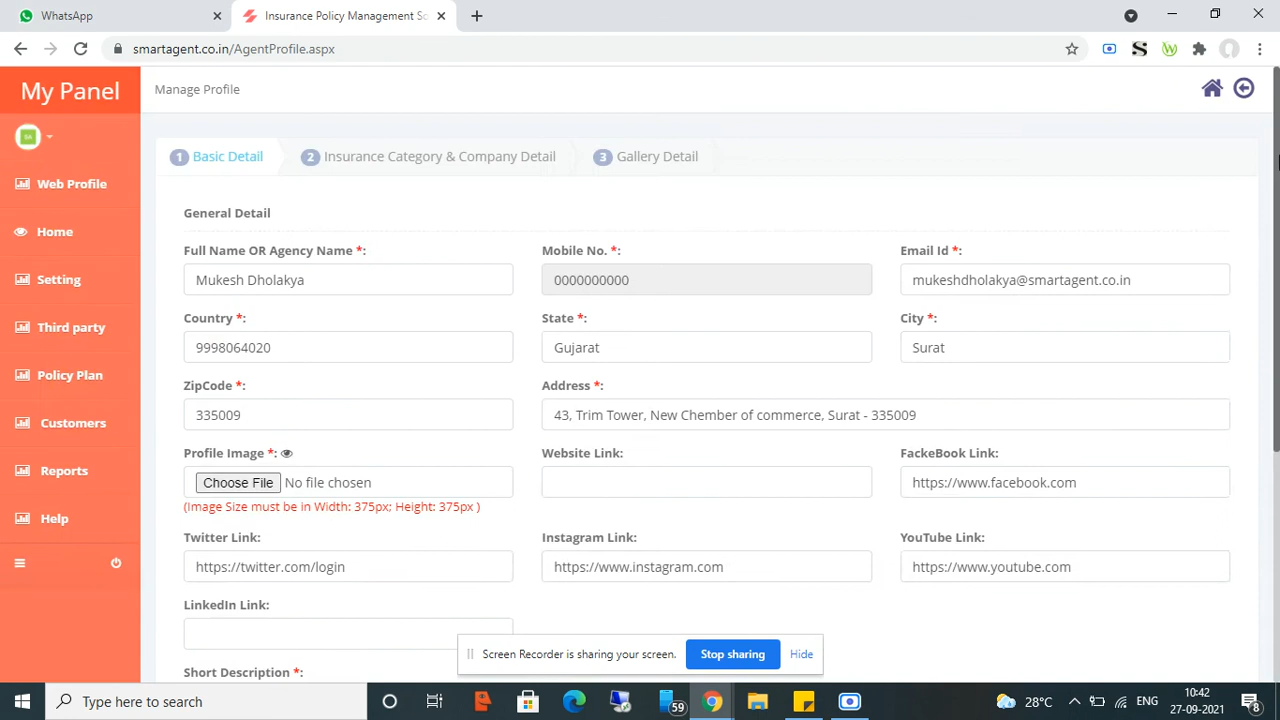 WhatsApp
Insurance Policy Management So
smartagent.co.in/AgentProfile.aspx
My Panel
Manage Profile
SA
1 Basic Detail
2 Insurance Category & Company Detail
3 Gallery Detail
Web Profile
Home
Setting
Third party
Policy Plan
Customers
Reports
Help
General Detail
Full Name OR Agency Name *:
Mobile No. *:
Email Id *:
Mukesh Dholakya
0000000000
mukeshdholakya@smartagent.co.in
Country *:
State *:
City *:
9998064020
Gujarat
Surat
ZipCode *:
Address *:
335009
43, Trim Tower, New Chember of commerce, Surat - 335009
Profile Image *:
Website Link:
FackeBook Link:
Choose File No file chosen
https://www.facebook.com
(Image Size must be in Width: 375px; Height: 375px )
Twitter Link:
Instagram Link:
YouTube Link:
https://twitter.com/login
https://www.instagram.com
https://www.youtube.com
LinkedIn Link:
Screen Recorder is sharing your screen.
Stop sharing
Hide
Short Description *:
Type here to search
59
28°C
ENG
10:42
27-09-2021
8